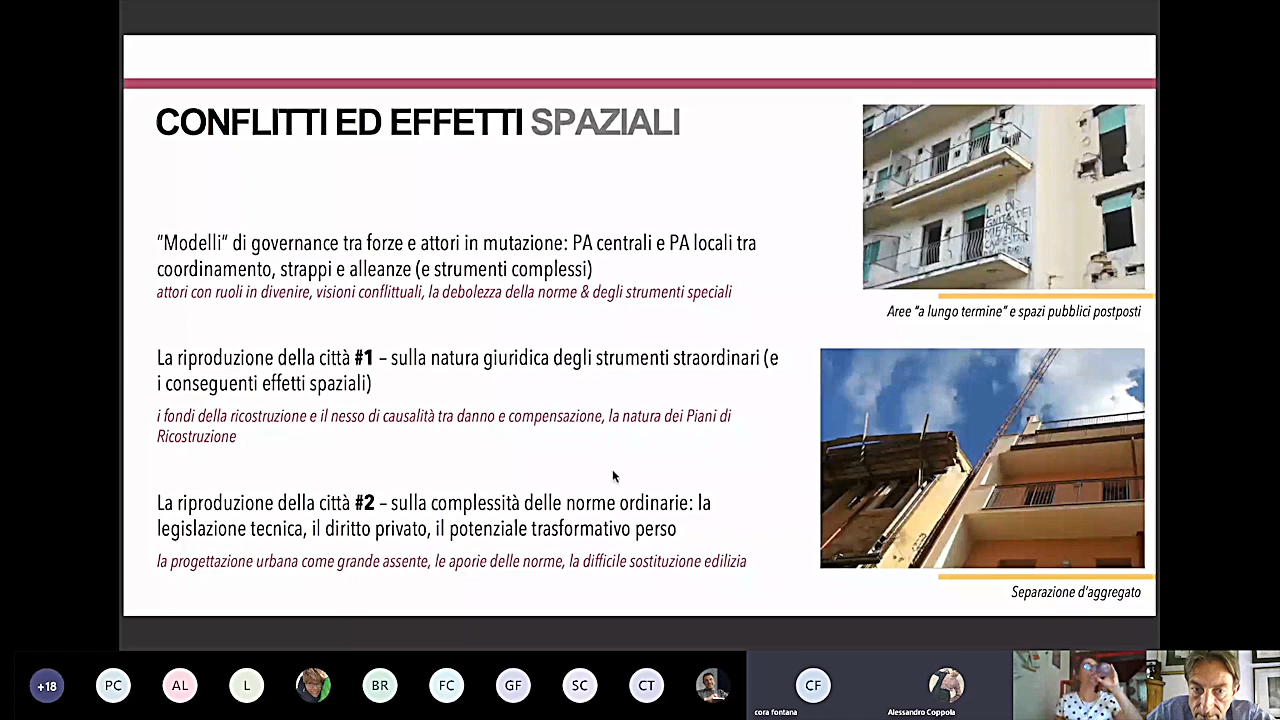 CONFLITTI ED EFFETTI SPAZIALI
"Modelli" di governance tra forze e attori in mutazione: PA centrali e PA locali tra
coordinamento, strappi e alleanze (e strumenti complessi)
attori con ruoli in divenire, visioni conflittuali, la debolezza della norme & degli strumenti speciali
La riproduzione della città #1 – sulla natura giuridica degli strumenti straordinari (e
i conseguenti effetti spaziali)
i fondi della ricostruzione e il nesso di causalità tra danno e compensazione, la natura dei Piani di
Ricostruzione
La riproduzione della città #2 – sulla complessità delle norme ordinarie: la
legislazione tecnica, il diritto privato, il potenziale trasformativo perso
la progettazione urbana come grande assente, le aporie delle norme, la difficile sostituzione edilizia
LA DI
GNITA DEI
MIEI FIGLI
Aree "a lungo termine" e spazi pubblici postposti
Separazione d'aggregato
+18
PC
AL
L
BR
FC
GF
SC
CT
CF
cora fontana
Alessandro Coppola